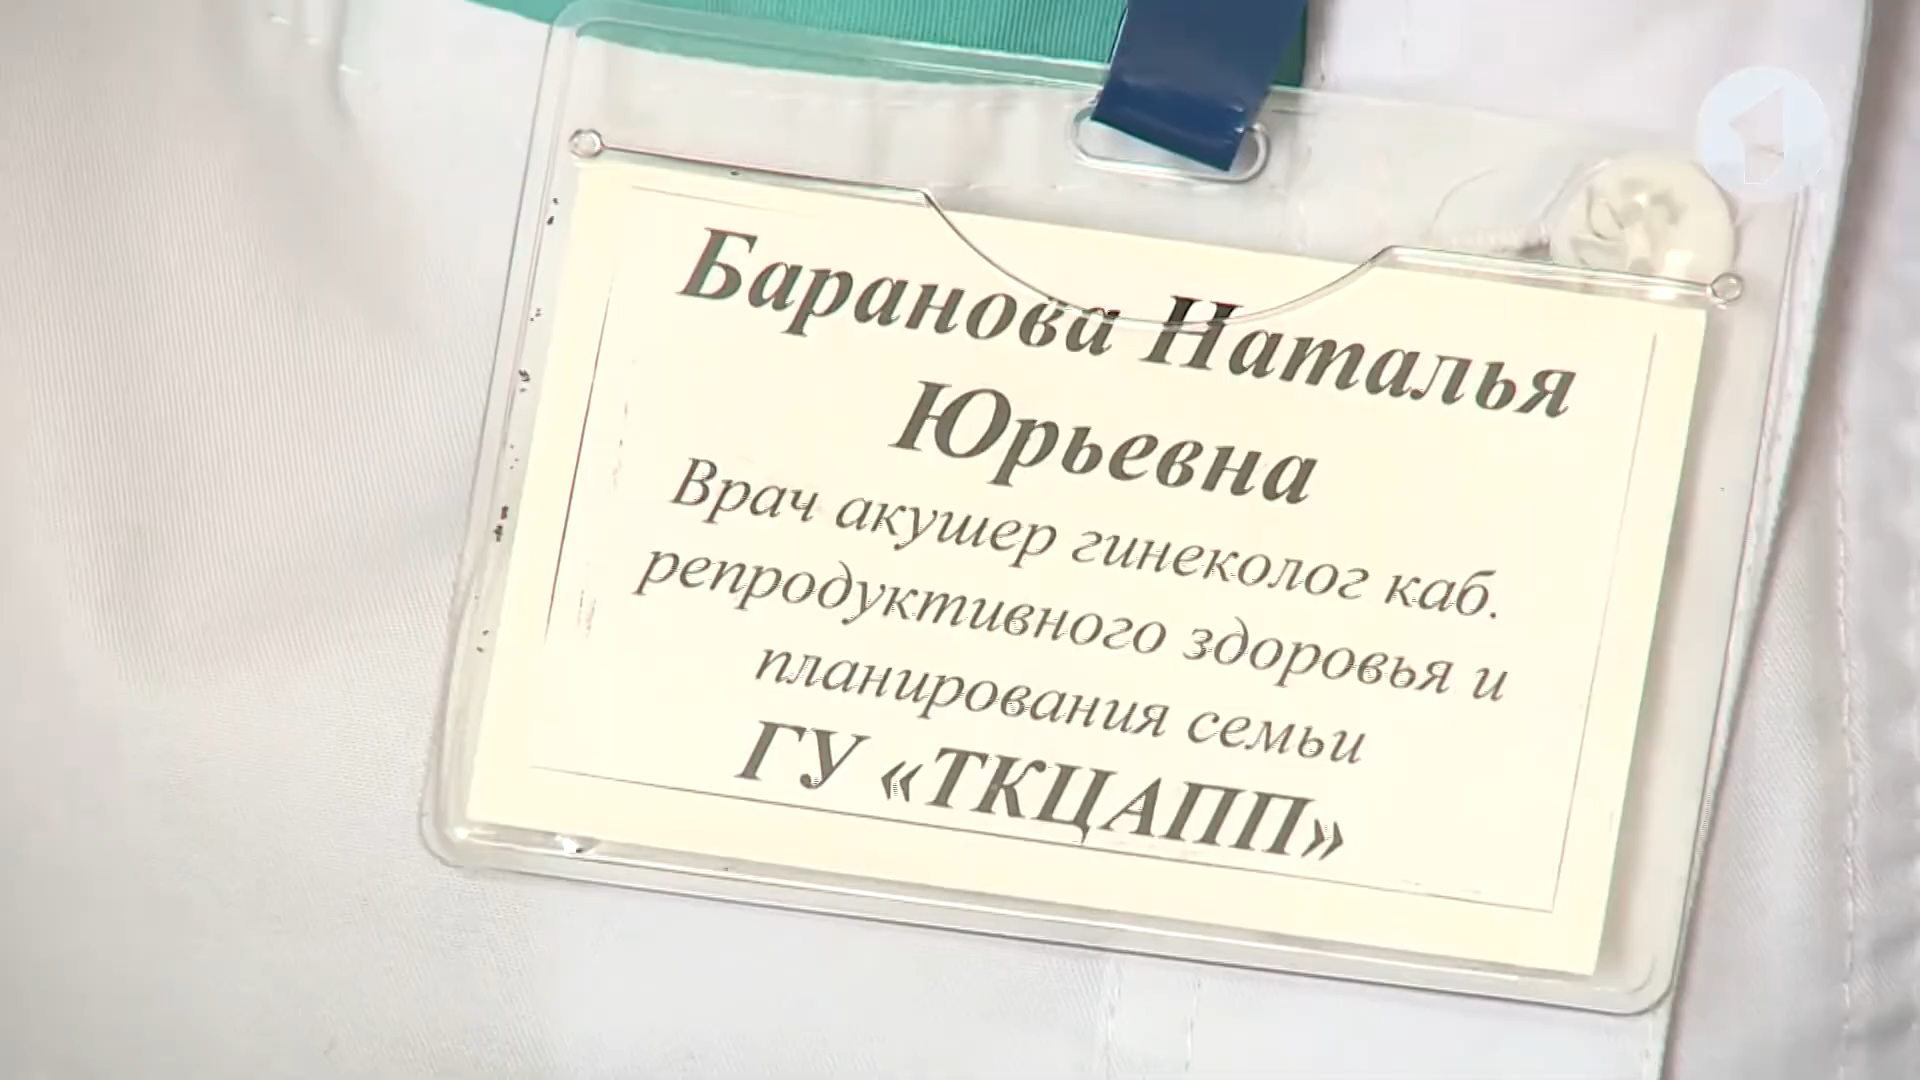 Баранова Наталья
Юрьевна
Врач акушер гинеколог каб.
репродуктивного здоровья и
планирования семьи
ГУ «ТКЦАПП»